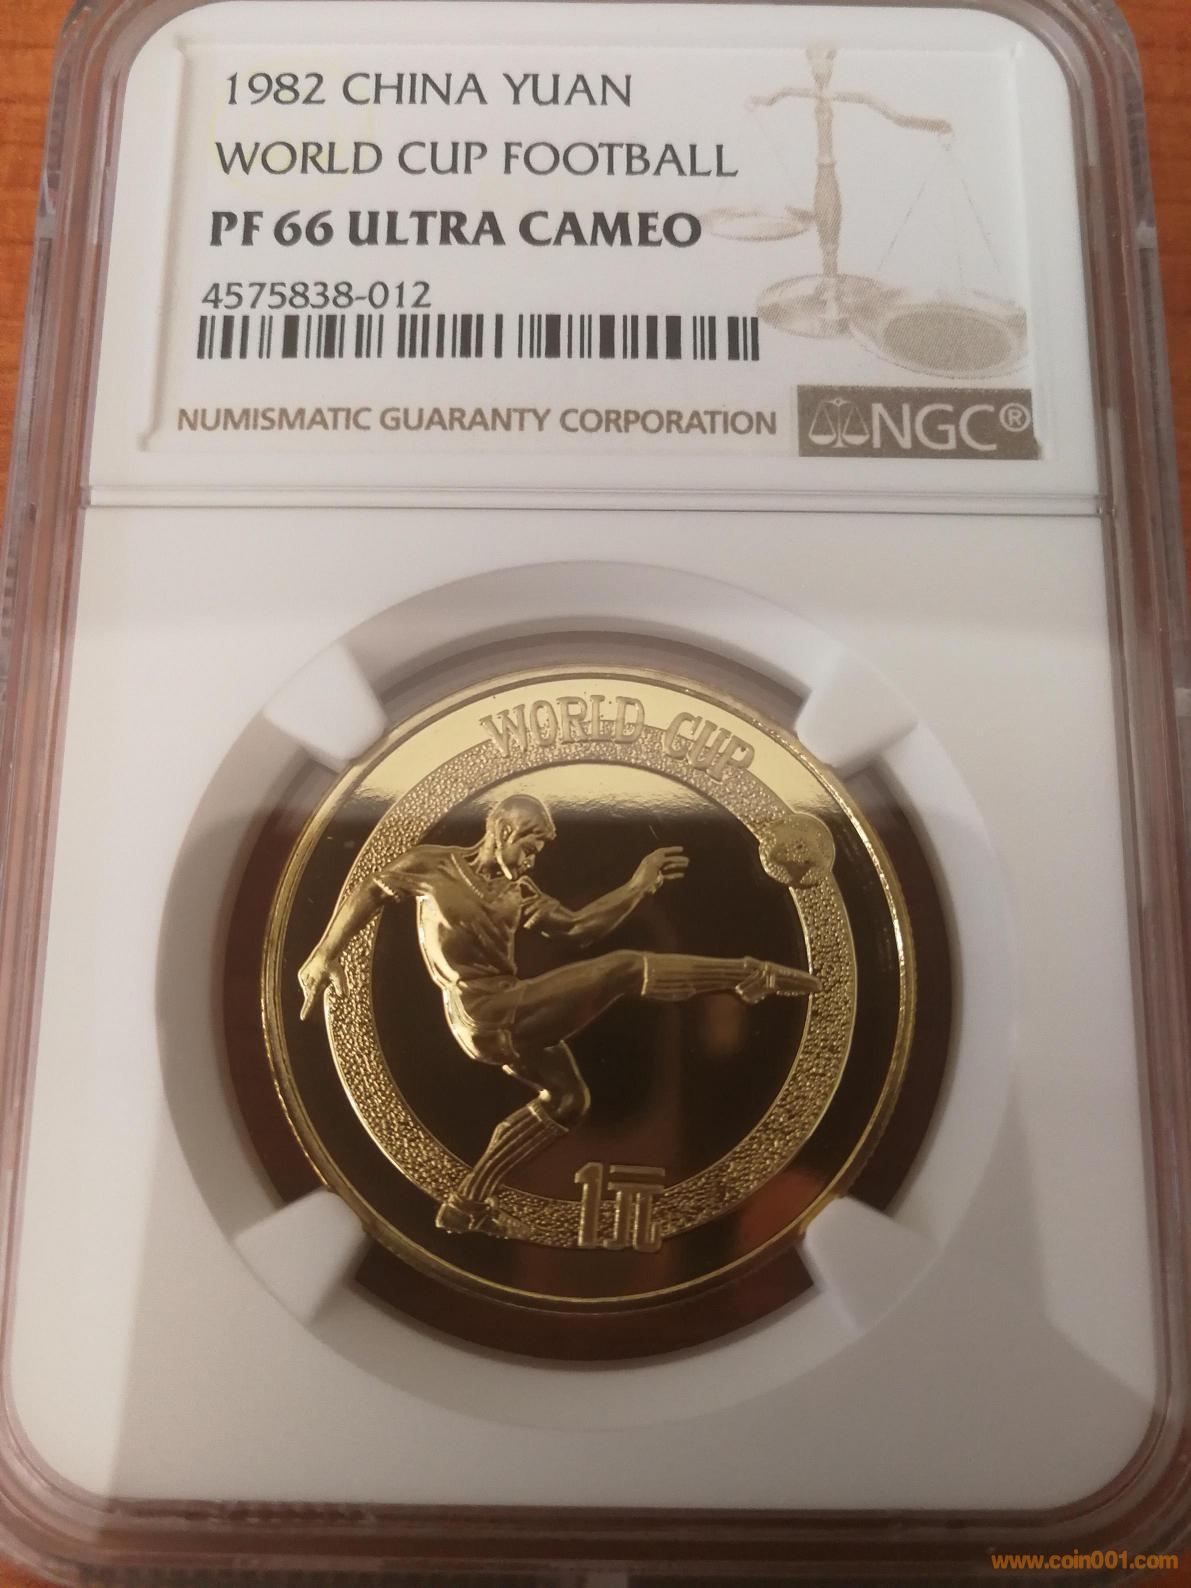 1982 CHINA YUAN
WORLD CUP FOOTBALL
PF 66 ULTRA CAMEO
4575838-012
NUMISMATIC GUARANTY CORPORATION
NGC®
WORLD CUP
1元
www.coin001.com